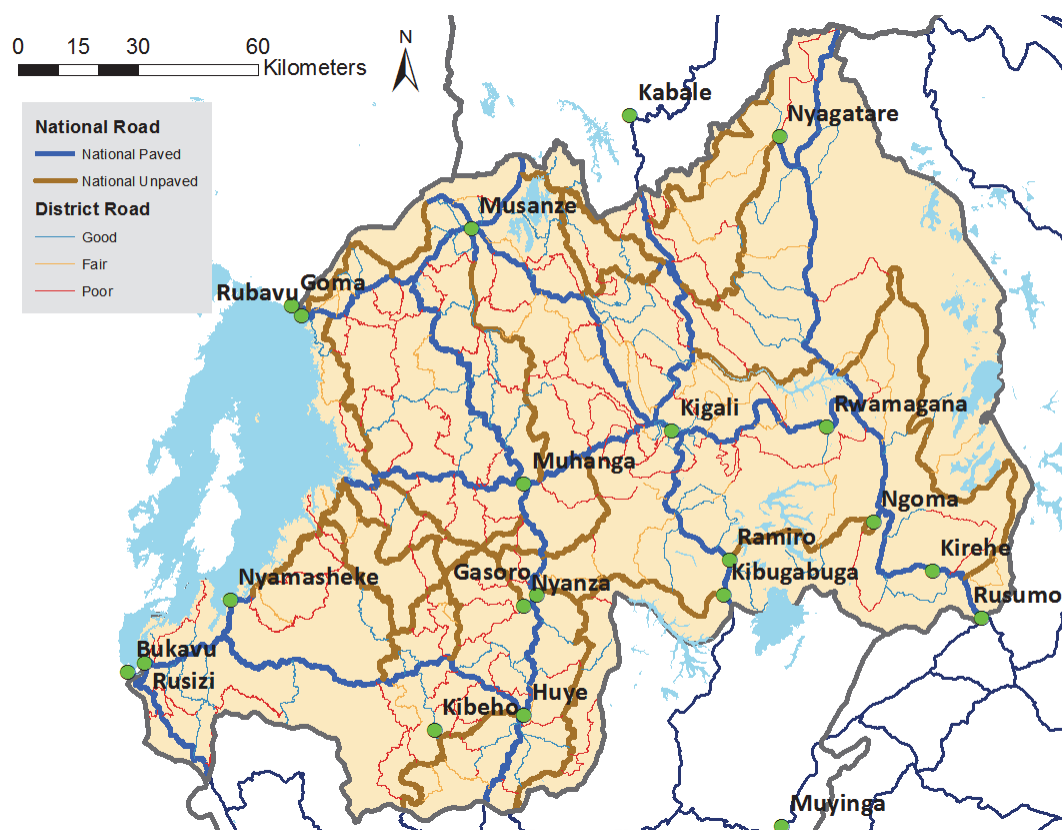 0 15 30 60
Kilometers
N
National Road
National Paved
National Unpaved
District Road
Good
Fair
Poor
Kabale
Nyagatare
Musanze
Goma
Rubavu
Kigali
Rwamagana
Muhanga
Ngoma
Ramiro
Kirehe
Gasoro
Nyanza
Kibugabuga
Nyamasheke
Rusumo
Bukavu
Rusizi
Kibeho
Huye
Muyinga